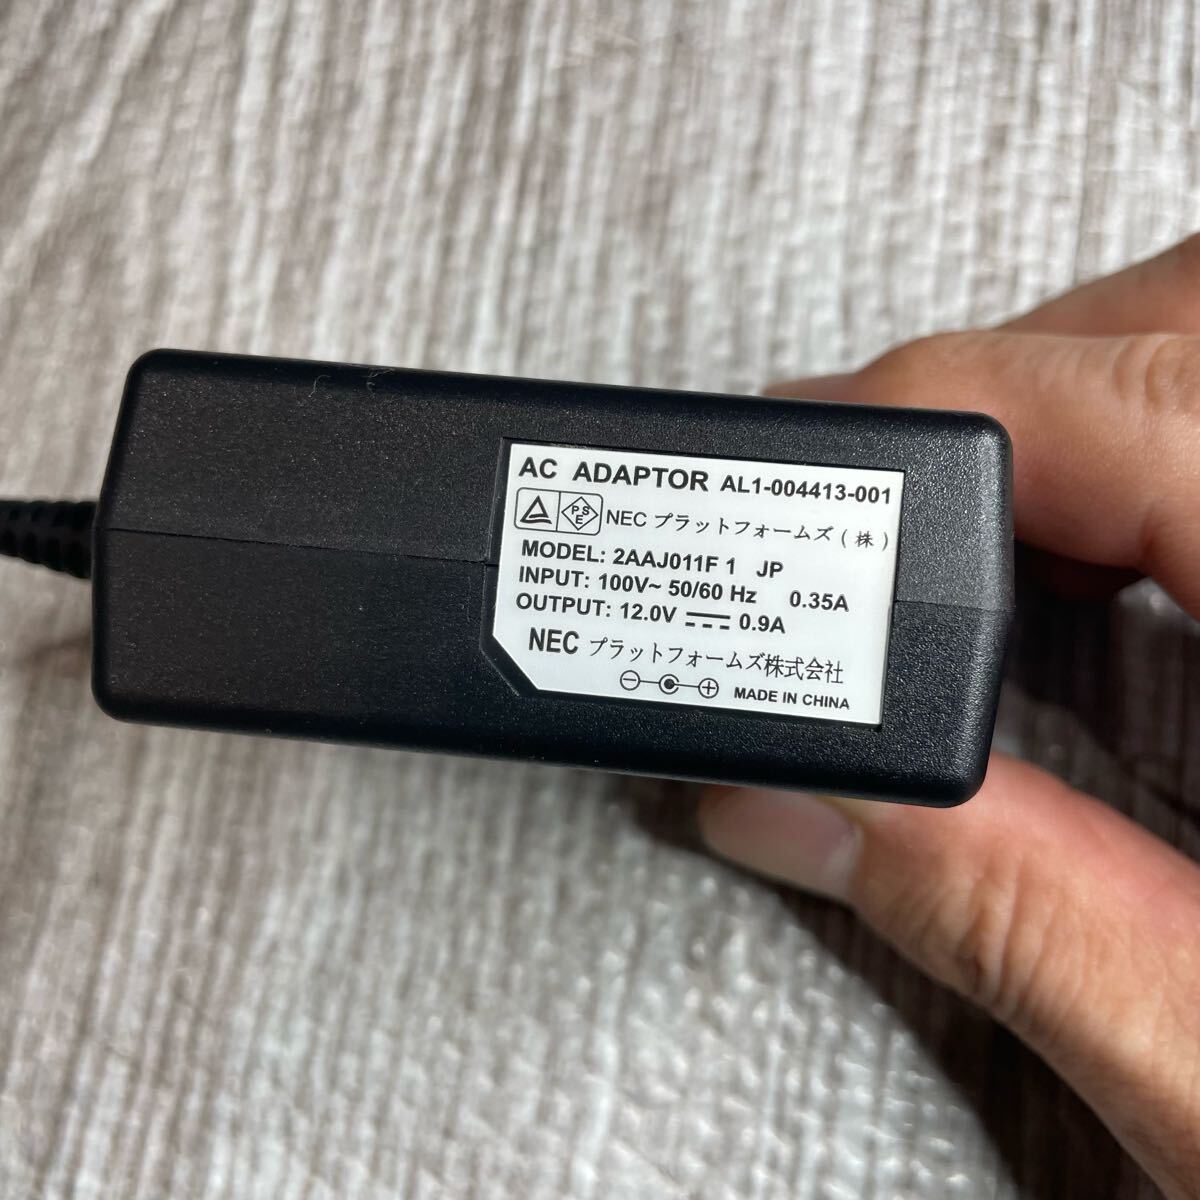 AC ADAPTOR AL1-004413-001
PSE NEC プラットフォームズ(株)
MODEL: 2AAJ011F 1 JP
INPUT: 100V~ 50/60 Hz 0.35A
OUTPUT: 12.0V 0.9A
NEC プラットフォームズ株式会社
MADE IN CHINA